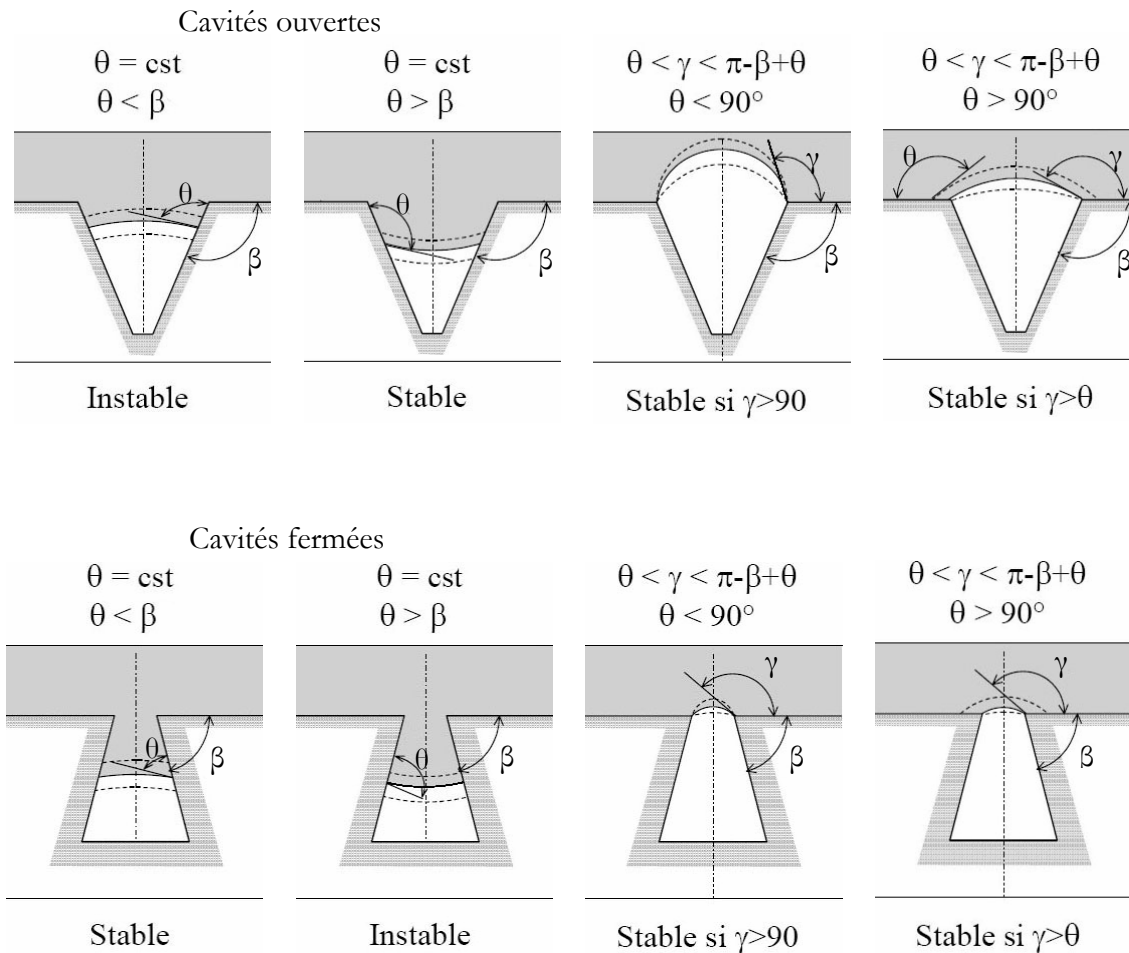 Cavités ouvertes
θ = cst
θ < β
θ = cst
θ > β
θ < γ < π-β+θ
θ < 90°
θ < γ < π-β+θ
θ > 90°
θ
β
θ
β
γ
β
θ
γ
β
Instable
Stable
Stable si γ>90
Stable si γ>θ
Cavités fermées
θ = cst
θ < β
θ = cst
θ > β
θ < γ < π-β+θ
θ < 90°
θ < γ < π-β+θ
θ > 90°
θ
β
θ
β
γ
β
γ
β
Stable
Instable
Stable si γ>90
Stable si γ>θ